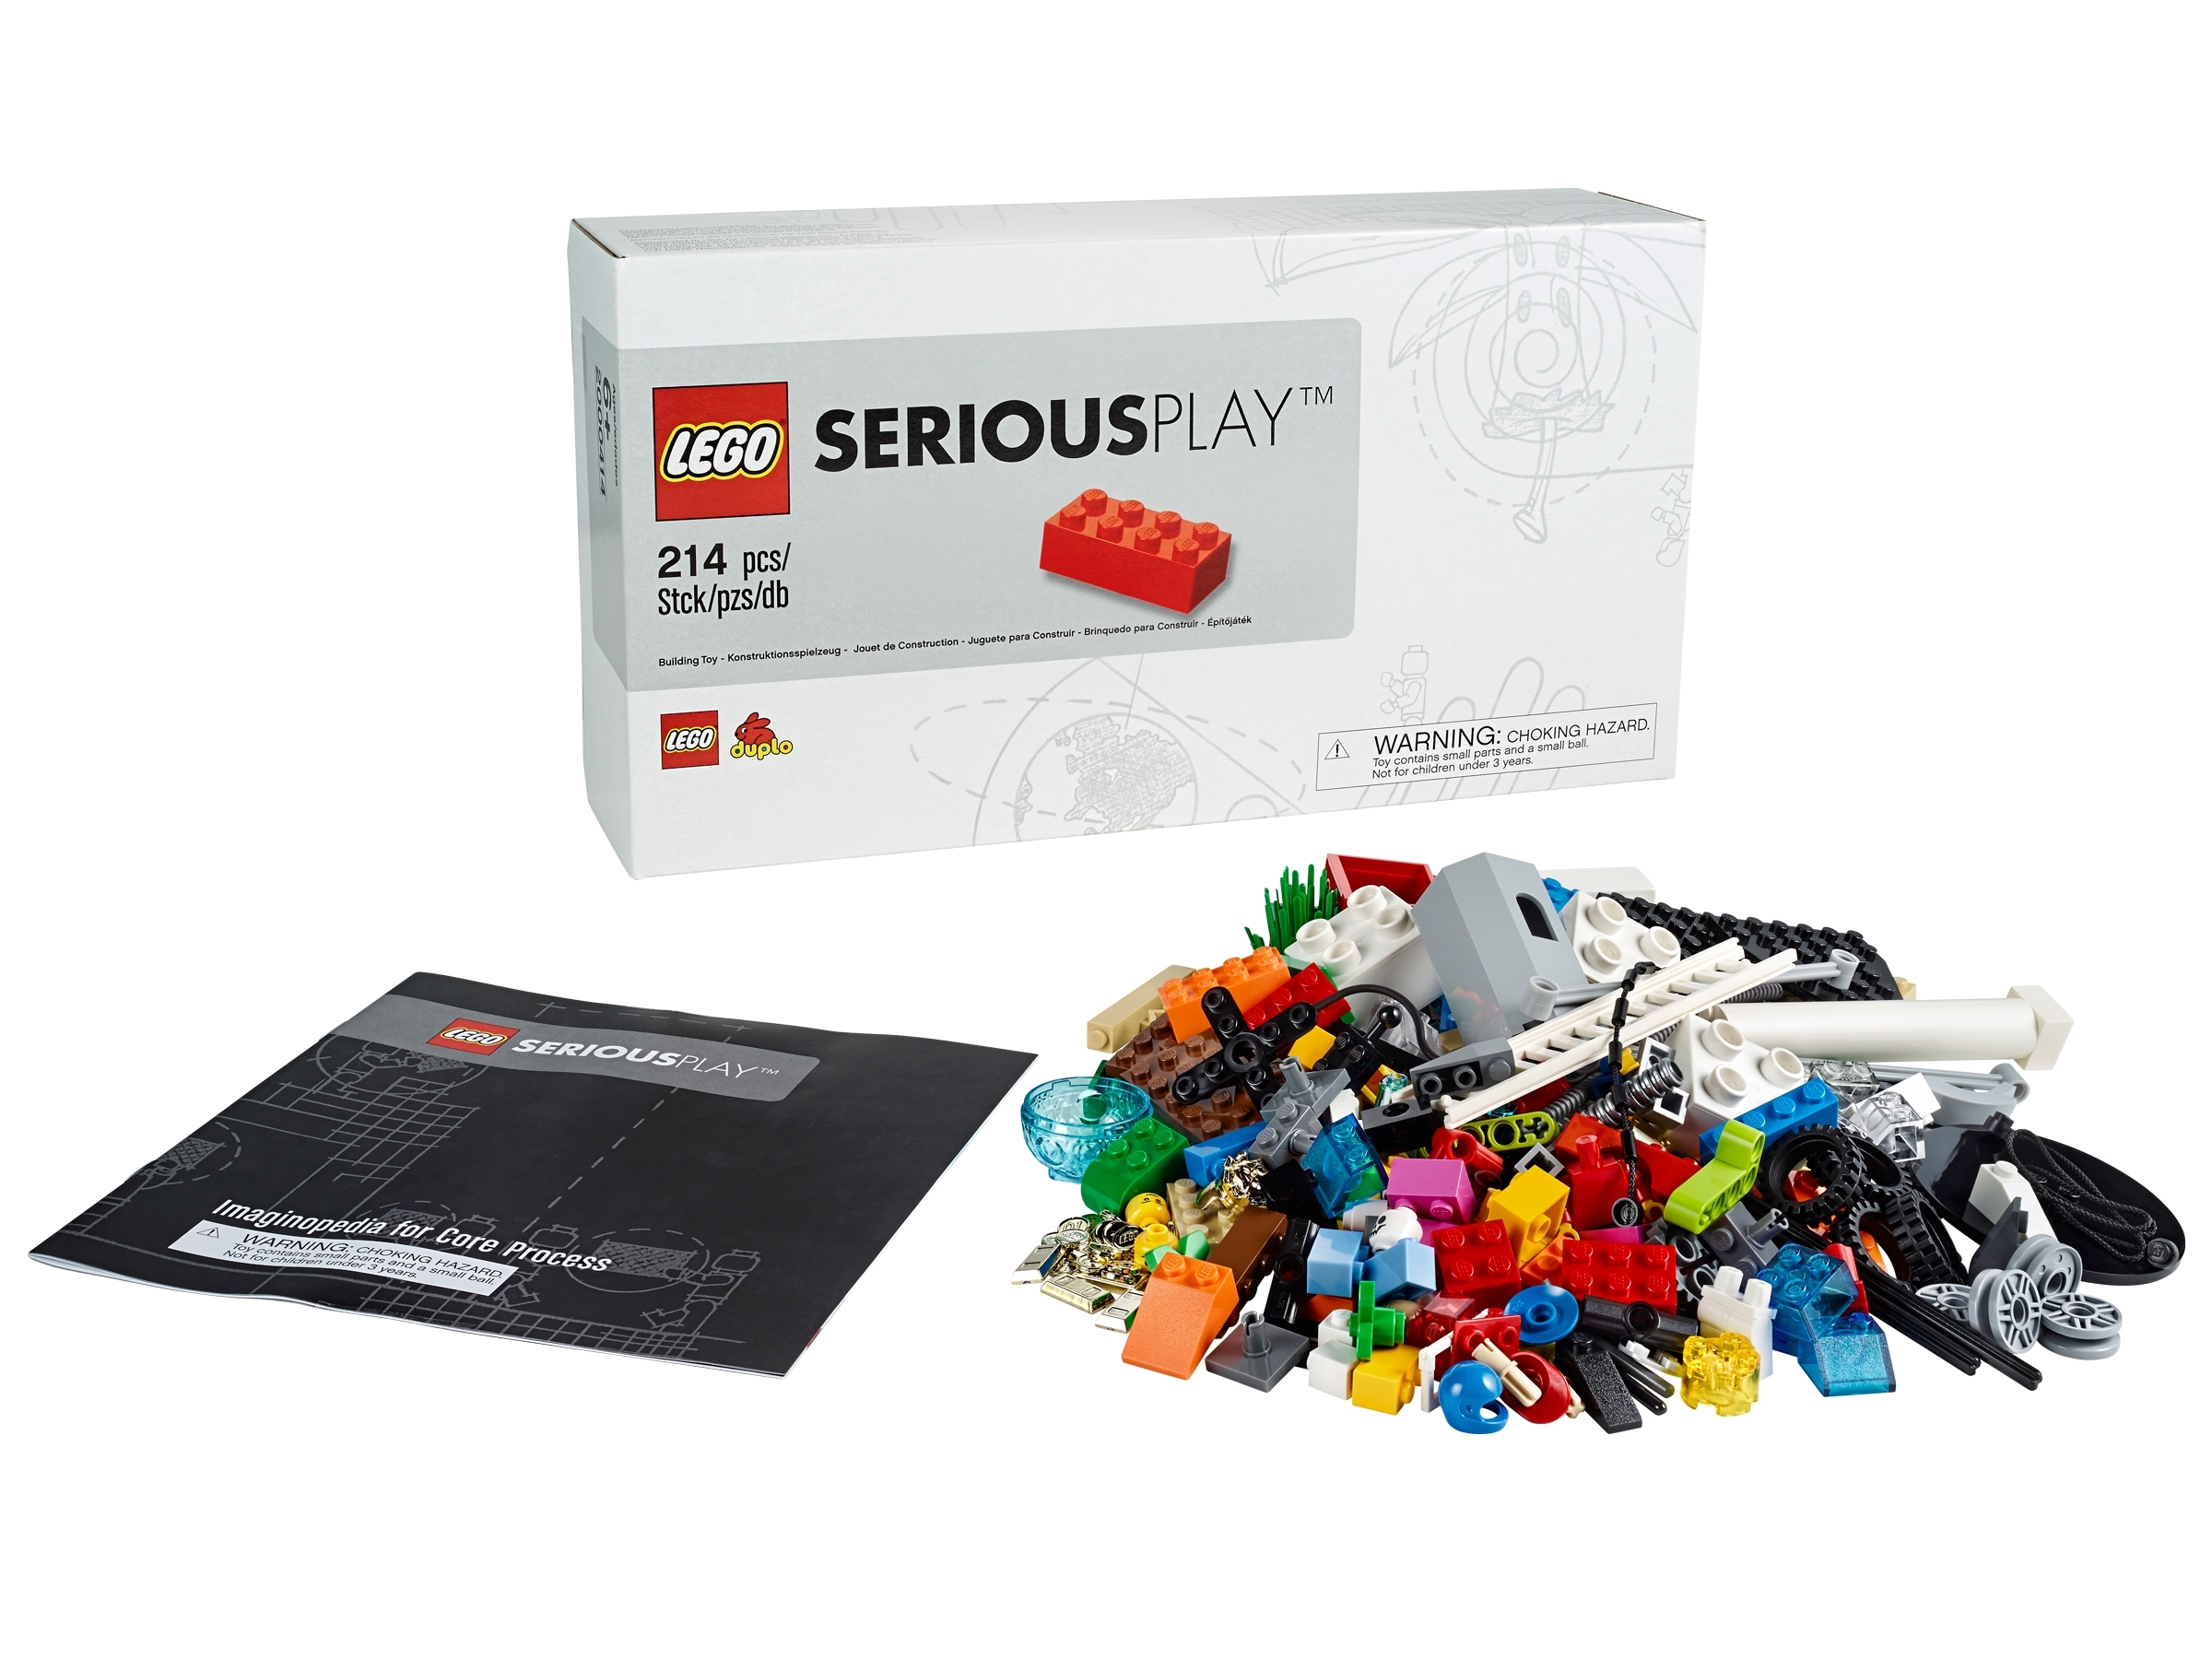 LEGO
SERIOUSPLAY™
214 pcs/
Stck/pzs/db
Building Toy - Konstruktionsspielzeug - Jouet de Construction - Juguete para Construir - Brinquedo para Construir - Építőjáték
LEGO
duplo
WARNING: CHOKING HAZARD.
Toy contains small parts and a small ball.
Not for children under 3 years.
6+
2000414
LEGO SERIOUSPLAY™
Imaginopedia for Core Process
WARNING: CHOKING HAZARD.
Toy contains small parts and a small ball.
Not for children under 3 years.